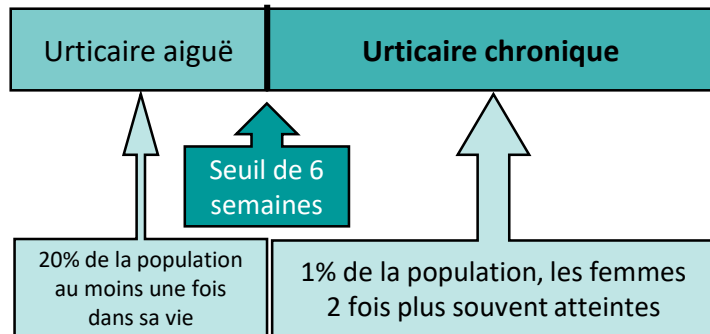 Urticaire aiguë
Urticaire chronique
Seuil de 6
semaines
20% de la population
au moins une fois
dans sa vie
1% de la population, les femmes
2 fois plus souvent atteintes